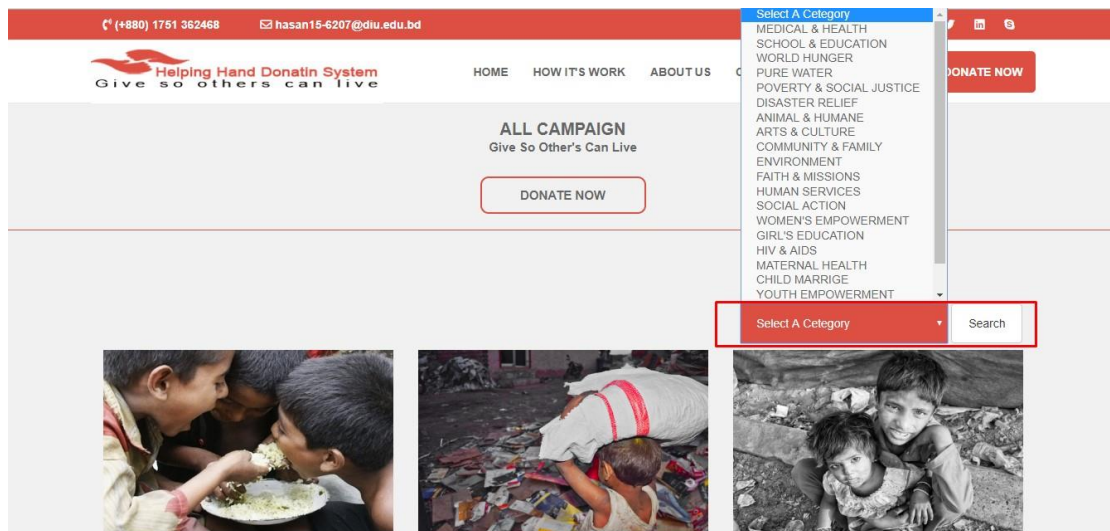 (+880) 1751 362468
hasan15-6207@diu.edu.bd
Helping Hand Donatin System
Give so others can live
HOME
HOW IT'S WORK
ABOUT US
DONATE NOW
ALL CAMPAIGN
Give So Other's Can Live
DONATE NOW
Select A Cetegory
MEDICAL & HEALTH
SCHOOL & EDUCATION
WORLD HUNGER
PURE WATER
POVERTY & SOCIAL JUSTICE
DISASTER RELIEF
ANIMAL & HUMANE
ARTS & CULTURE
COMMUNITY & FAMILY
ENVIRONMENT
FAITH & MISSIONS
HUMAN SERVICES
SOCIAL ACTION
WOMEN'S EMPOWERMENT
GIRL'S EDUCATION
HIV & AIDS
MATERNAL HEALTH
CHILD MARRIGE
YOUTH EMPOWERMENT
Select A Cetegory
Search